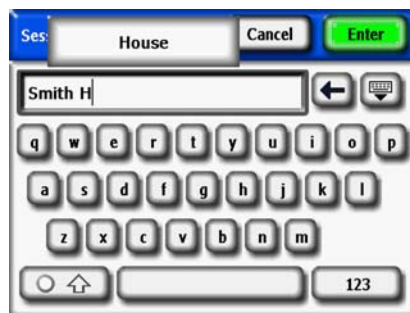 Ses: House Cancel Enter
Smith H
q w e r t y u i o p
a s d f g h j k l
z x c v b n m
123